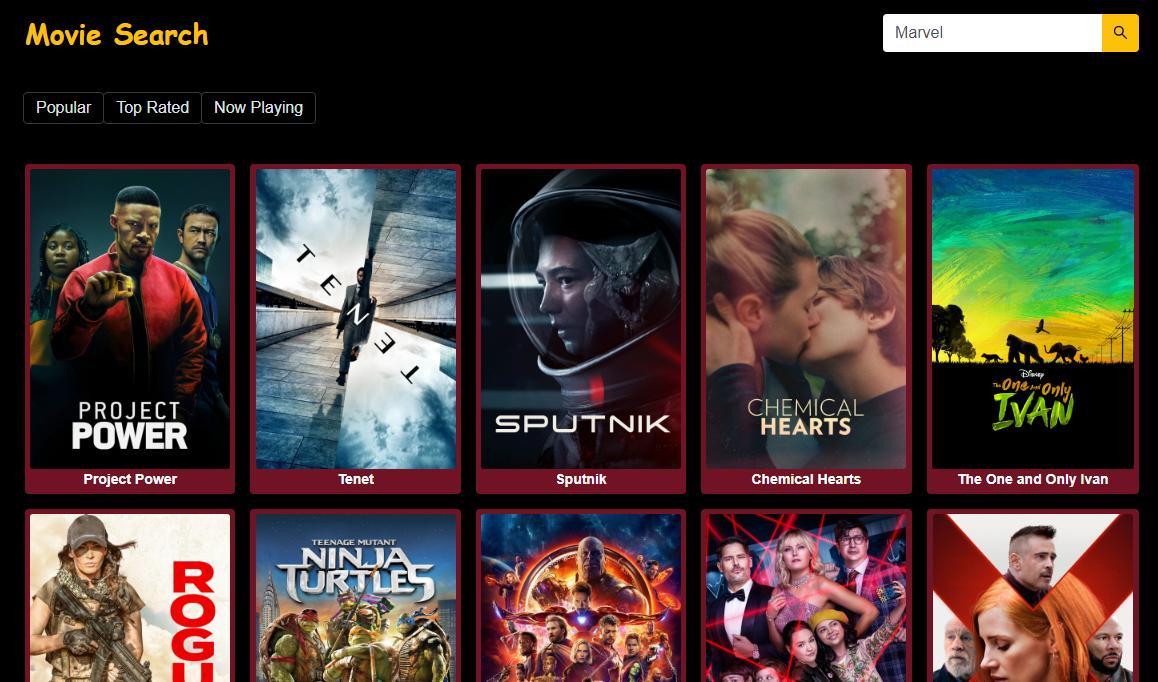 Movie Search
Marvel
Popular
Top Rated
Now Playing
PROJECT
POWER
TENET
SPUTNIK
CHEMICAL
HEARTS
Disney
The One and Only
IVAN
Project Power
Tenet
Sputnik
Chemical Hearts
The One and Only Ivan
ROGU
TEENAGE MUTANT
NINJA
TURTLES